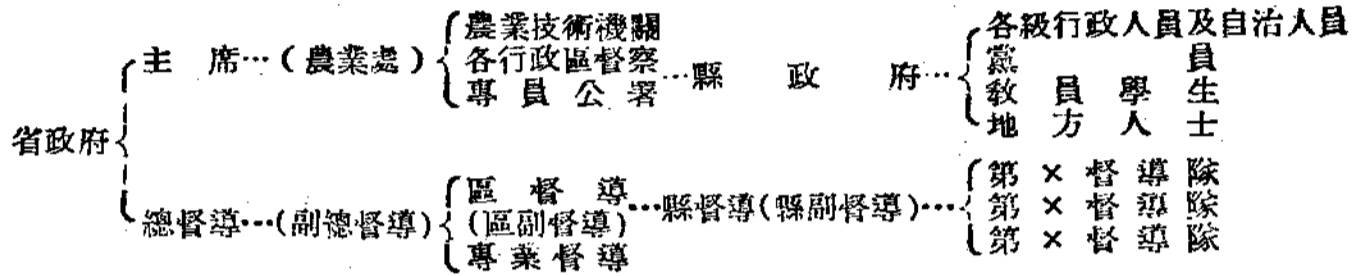 各級行政人員及自治人員
農業技術機關
主席…(農業處) 各行政區督察 …縣政府… 黨員
專員公署 教員學生
地方人士
省政府
第×督導隊
區督導
總督導…(副總督導) (區副督導) …縣督導(縣副督導)… 第×督導隊
專業督導 第×督導隊